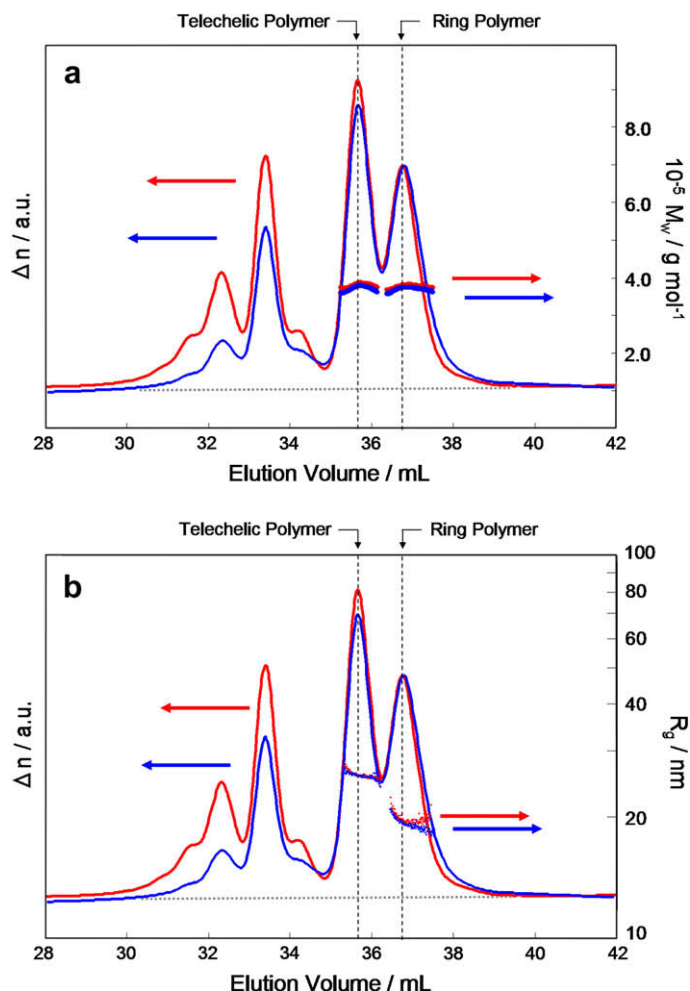 Telechelic Polymer Ring Polymer
a
8.0
6.0
4.0
2.0
10⁻⁵ Mw / g mol⁻¹
Δ n / a.u.
28 30 32 34 36 38 40 42
Elution Volume / mL
Telechelic Polymer Ring Polymer
b
100
80
60
40
20
10
Rg / nm
Δ n / a.u.
28 30 32 34 36 38 40 42
Elution Volume / mL